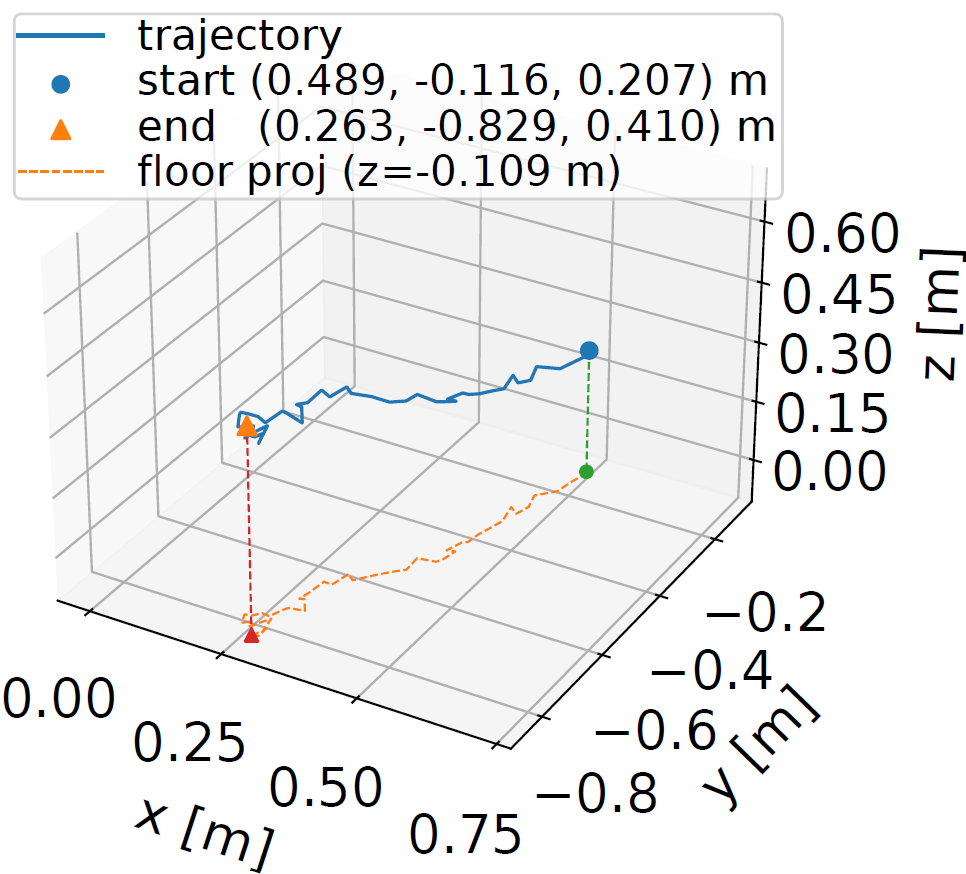 trajectory
start (0.489, -0.116, 0.207) m
end (0.263, -0.829, 0.410) m
floor proj (z=-0.109 m)
0.60
0.45
0.30
0.15
0.00
z [m]
−0.2
−0.4
−0.6
−0.8
y [m]
0.00
0.25
0.50
0.75
x [m]